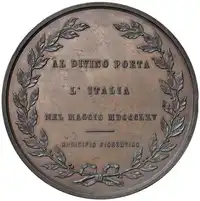 AL DIVINO POETA
L' ITALIA
NEL MAGGIO MDCCCLXV
MUNICIPIO FIORENTINO